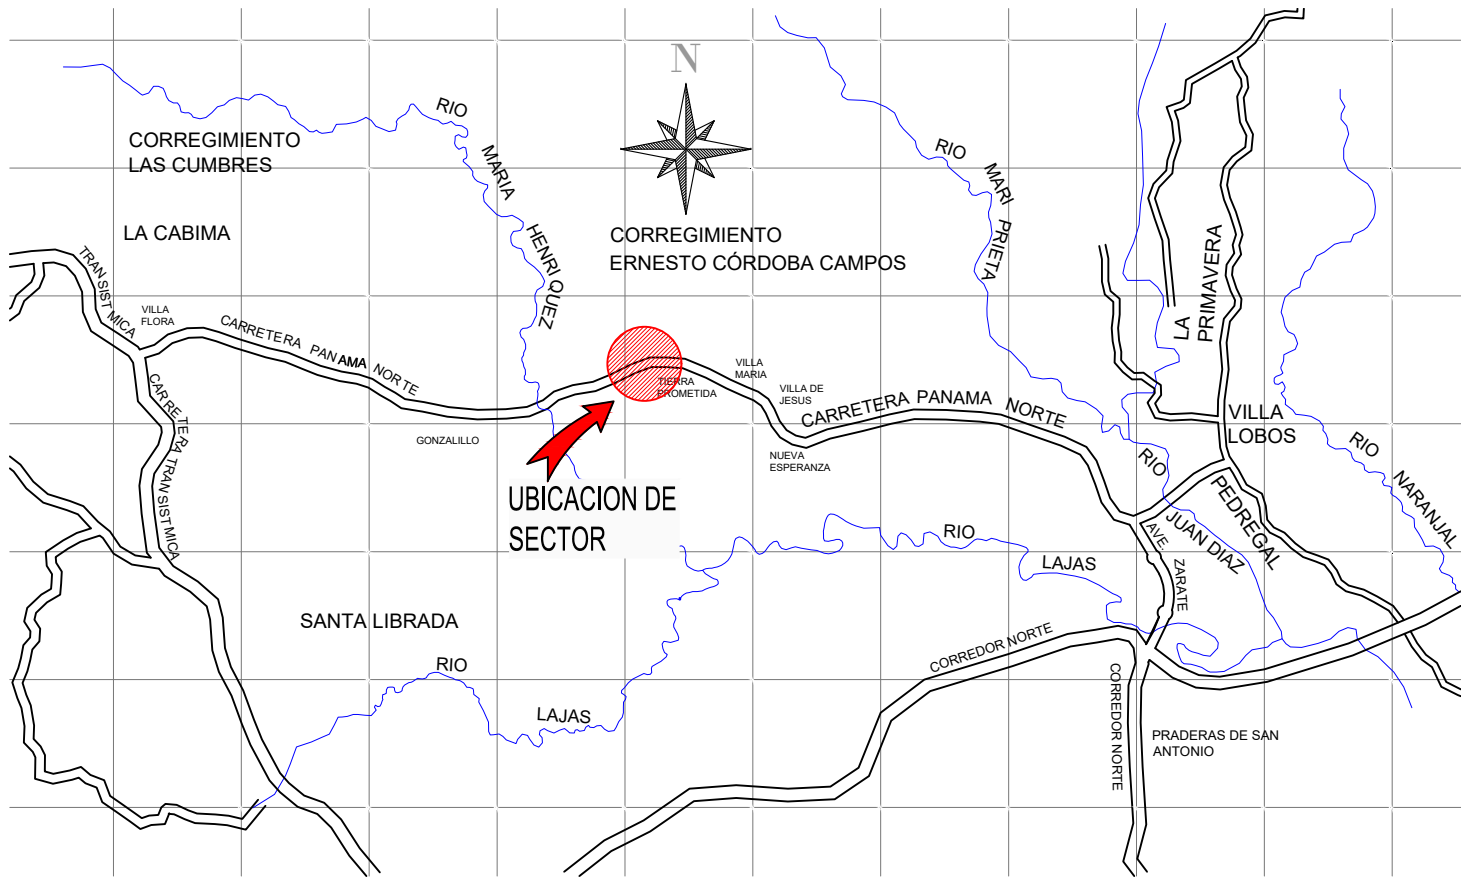 N
RIO
MARIA
HENRIQUEZ
CORREGIMIENTO
LAS CUMBRES
LA CABIMA
CORREGIMIENTO
ERNESTO CÓRDOBA CAMPOS
RIO
MARI
PRIETA
LA
PRIMAVERA
TRANSISTMICA
VILLA
FLORA
CARRETERA PANAMA NORTE
CARRETERA TRANSISTMICA
GONZALILLO
TIERRA
PROMETIDA
VILLA
MARIA
VILLA DE
JESUS
CARRETERA PANAMA NORTE
NUEVA
ESPERANZA
VILLA
LOBOS
RIO
NARANJAL
RIO
JUAN DIAZ
PEDREGAL
UBICACION DE
SECTOR
AVE.
ZARATE
RIO
LAJAS
SANTA LIBRADA
RIO
LAJAS
CORREDOR NORTE
CORREDOR NORTE
PRADERAS DE SAN
ANTONIO